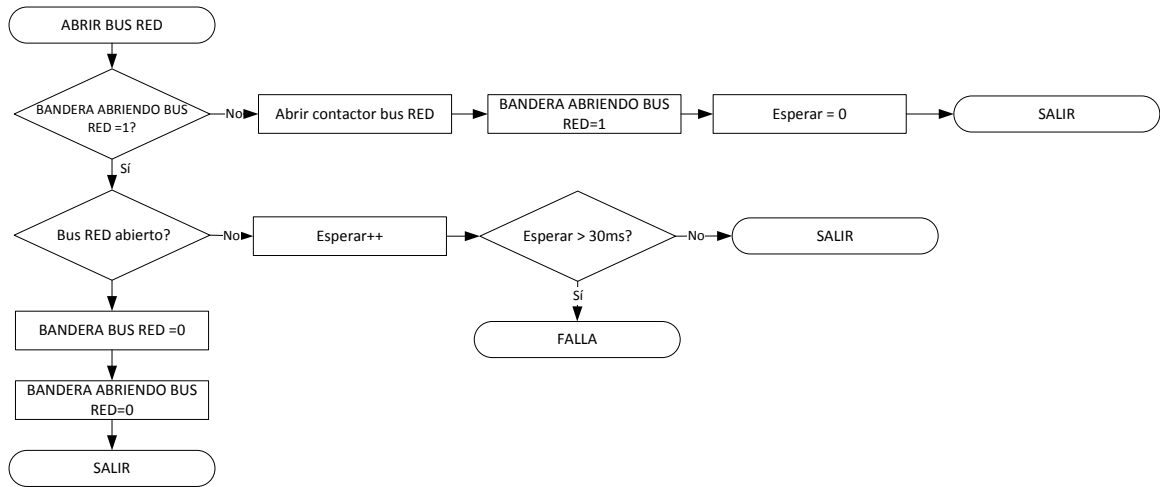 ABRIR BUS RED
BANDERA ABRIENDO BUS
RED =1?
No
Abrir contactor bus RED
BANDERA ABRIENDO BUS
RED=1
Esperar = 0
SALIR
Sí
Bus RED abierto?
No
Esperar++
Esperar > 30ms?
No
SALIR
Sí
FALLA
BANDERA BUS RED =0
BANDERA ABRIENDO BUS
RED=0
SALIR